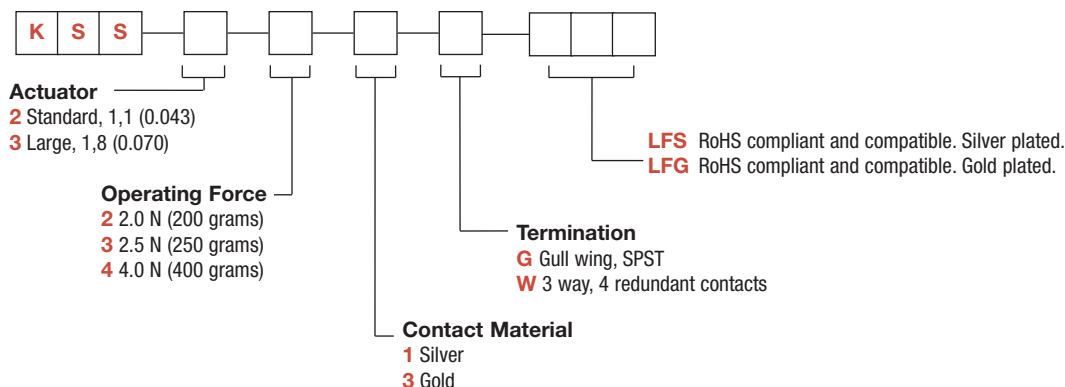 K S S
Actuator
2 Standard, 1,1 (0.043)
3 Large, 1,8 (0.070)
LFS RoHS compliant and compatible. Silver plated.
LFG RoHS compliant and compatible. Gold plated.
Operating Force
2 2.0 N (200 grams)
3 2.5 N (250 grams)
4 4.0 N (400 grams)
Termination
G Gull wing, SPST
W 3 way, 4 redundant contacts
Contact Material
1 Silver
3 Gold